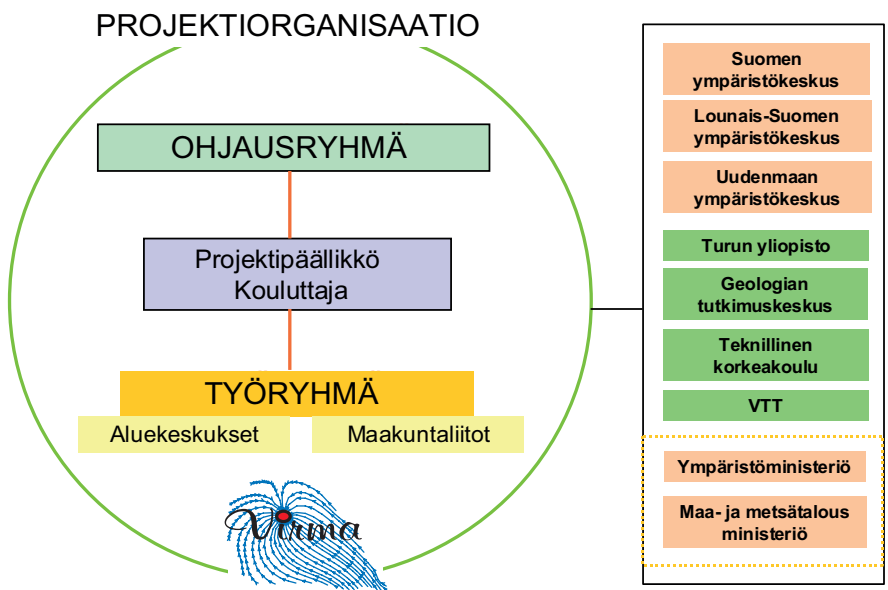 PROJEKTIORGANISAATIO
OHJAUSRYHMÄ
Projektipäällikkö
Kouluttaja
TYÖRYHMÄ
Aluekeskukset
Maakuntaliitot
Virma
Suomen
ympäristökeskus
Lounais-Suomen
ympäristökeskus
Uudenmaan
ympäristökeskus
Turun yliopisto
Geologian
tutkimuskeskus
Teknillinen
korkeakoulu
VTT
Ympäristöministeriö
Maa- ja metsätalous
ministeriö